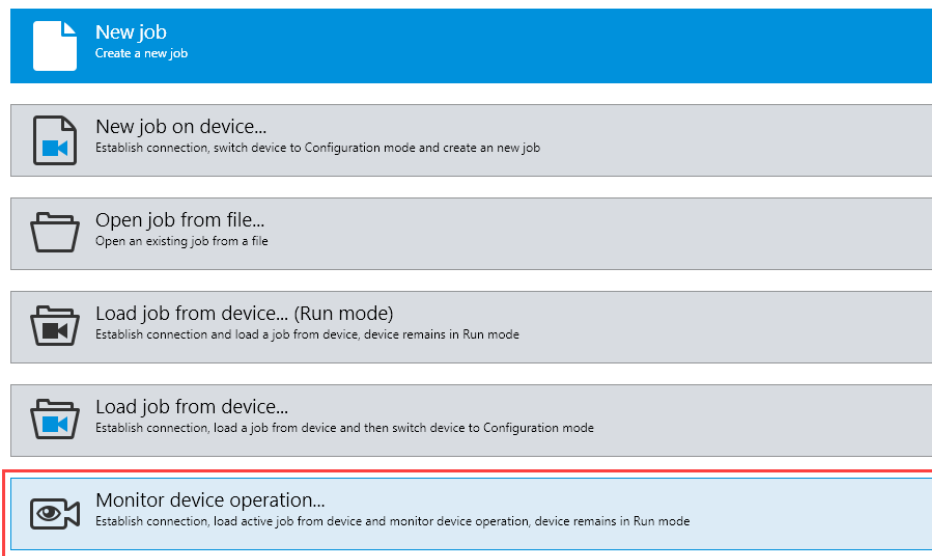 New job
Create a new job
New job on device...
Establish connection, switch device to Configuration mode and create an new job
Open job from file...
Open an existing job from a file
Load job from device... (Run mode)
Establish connection and load a job from device, device remains in Run mode
Load job from device...
Establish connection, load a job from device and then switch device to Configuration mode
Monitor device operation...
Establish connection, load active job from device and monitor device operation, device remains in Run mode